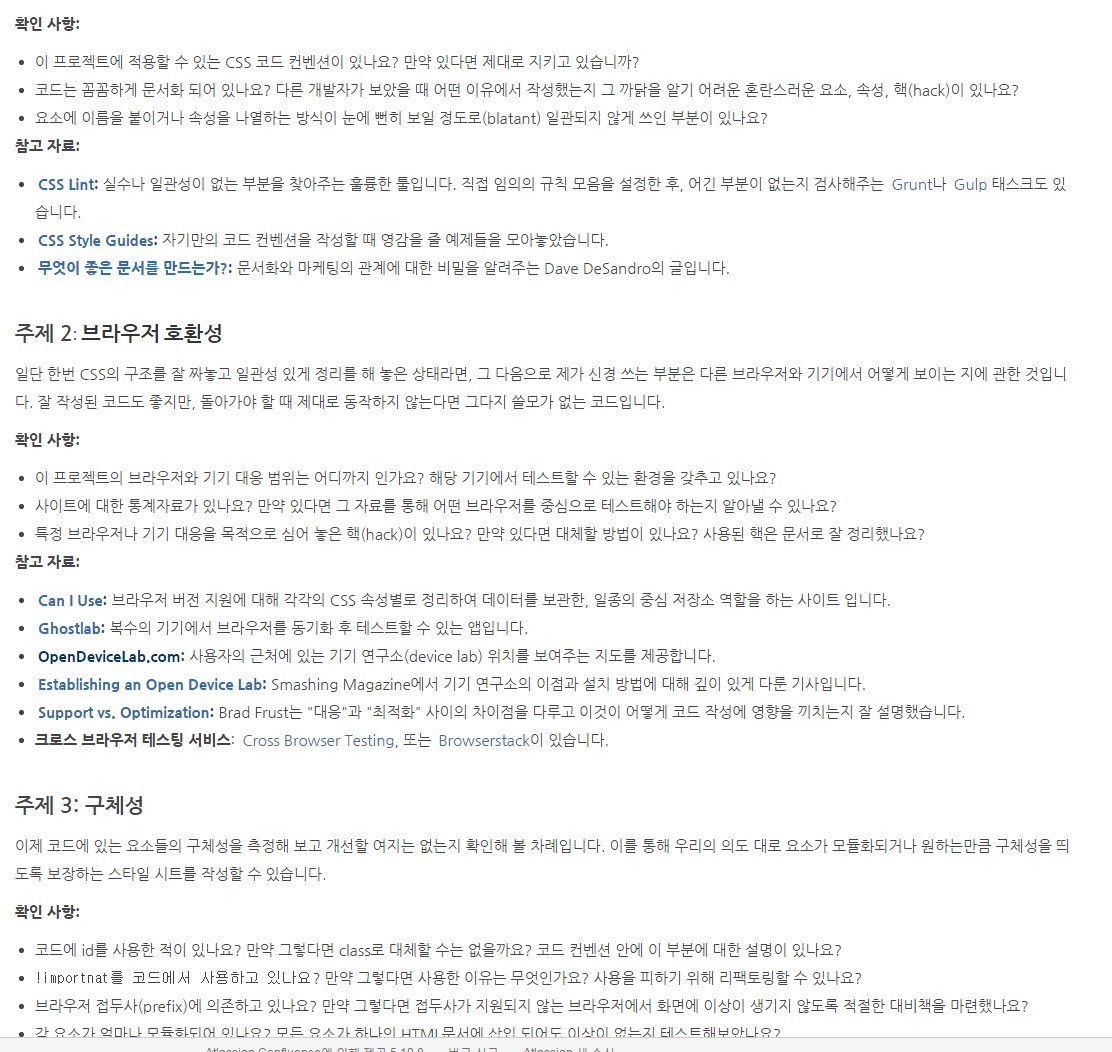 확인 사항:
이 프로젝트에 적용할 수 있는 CSS 코드 컨벤션이 있나요? 만약 있다면 제대로 지키고 있습니까?
코드는 꼼꼼하게 문서화 되어 있나요? 다른 개발자가 보았을 때 어떤 이유에서 작성했는지 그 까닭을 알기 어려운 혼란스러운 요소, 속성, 핵(hack)이 있나요?
요소에 이름을 붙이거나 속성을 나열하는 방식이 눈에 뻔히 보일 정도로(blatant) 일관되지 않게 쓰인 부분이 있나요?
참고 자료:
CSS Lint: 실수나 일관성이 없는 부분을 찾아주는 훌륭한 툴입니다. 직접 임의의 규칙 모음을 설정한 후, 어긴 부분이 없는지 검사해주는 Grunt나 Gulp 태스크도 있
습니다.
CSS Style Guides: 자기만의 코드 컨벤션을 작성할 때 영감을 줄 예제들을 모아놓았습니다.
무엇이 좋은 문서를 만드는가?: 문서화와 마케팅의 관계에 대한 비밀을 알려주는 Dave DeSandro의 글입니다.
주제 2: 브라우저 호환성
일단 한번 CSS의 구조를 잘 짜놓고 일관성 있게 정리를 해 놓은 상태라면, 그 다음으로 제가 신경 쓰는 부분은 다른 브라우저와 기기에서 어떻게 보이는 지에 관한 것입니
다. 잘 작성된 코드도 좋지만, 돌아가야 할 때 제대로 동작하지 않는다면 그다지 쓸모가 없는 코드입니다.
확인 사항:
이 프로젝트의 브라우저와 기기 대응 범위는 어디까지 인가요? 해당 기기에서 테스트할 수 있는 환경을 갖추고 있나요?
사이트에 대한 통계자료가 있나요? 만약 있다면 그 자료를 통해 어떤 브라우저를 중심으로 테스트해야 하는지 알아낼 수 있나요?
특정 브라우저나 기기 대응을 목적으로 심어 놓은 핵(hack)이 있나요? 만약 있다면 대체할 방법이 있나요? 사용된 핵은 문서로 잘 정리했나요?
참고 자료:
Can I Use: 브라우저 버전 지원에 대해 각각의 CSS 속성별로 정리하여 데이터를 보관한, 일종의 중심 저장소 역할을 하는 사이트 입니다.
Ghostlab: 복수의 기기에서 브라우저를 동기화 후 테스트할 수 있는 앱입니다.
OpenDeviceLab.com: 사용자의 근처에 있는 기기 연구소(device lab) 위치를 보여주는 지도를 제공합니다.
Establishing an Open Device Lab: Smashing Magazine에서 기기 연구소의 이점과 설치 방법에 대해 깊이 있게 다룬 기사입니다.
Support vs. Optimization: Brad Frust는 "대응"과 "최적화" 사이의 차이점을 다루고 이것이 어떻게 코드 작성에 영향을 끼치는지 잘 설명했습니다.
크로스 브라우저 테스팅 서비스: Cross Browser Testing, 또는 Browserstack이 있습니다.
주제 3: 구체성
이제 코드에 있는 요소들의 구체성을 측정해 보고 개선할 여지는 없는지 확인해 볼 차례입니다. 이를 통해 우리의 의도 대로 요소가 모듈화되거나 원하는만큼 구체성을 띄
도록 보장하는 스타일 시트를 작성할 수 있습니다.
확인 사항:
코드에 id를 사용한 적이 있나요? 만약 그렇다면 class로 대체할 수는 없을까요? 코드 컨벤션 안에 이 부분에 대한 설명이 있나요?
!importnat를 코드에서 사용하고 있나요? 만약 그렇다면 사용한 이유는 무엇인가요? 사용을 피하기 위해 리팩토링할 수 있나요?
브라우저 접두사(prefix)에 의존하고 있나요? 만약 그렇다면 접두사가 지원되지 않는 브라우저에서 화면에 이상이 생기지 않도록 적절한 대비책을 마련했나요?
각 요소가 얼마나 모듈화되어 있나요? 모든 요소가 하나의 HTML문서에 삽입 되어도 이상이 없는지 테스트해보았나요?